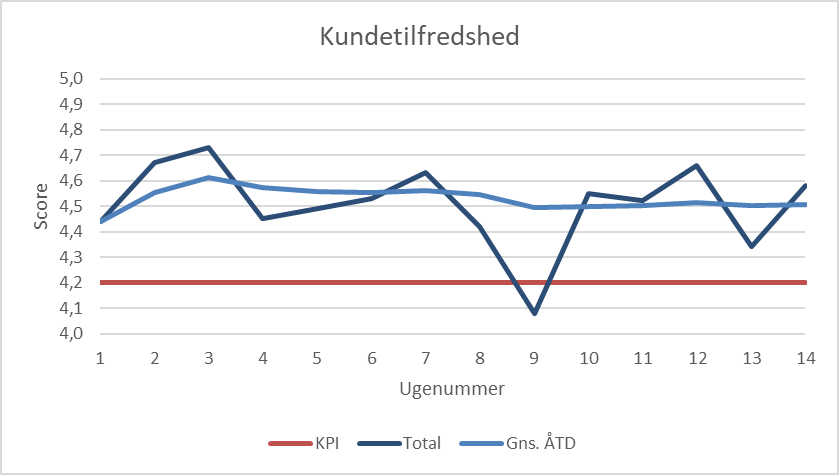 Kundetilfredshed
5,0
4,9
4,8
4,7
4,6
4,5
4,4
4,3
4,2
4,1
4,0
Score
1 2 3 4 5 6 7 8 9 10 11 12 13 14
Ugenummer
KPI Total Gns. ÅTD